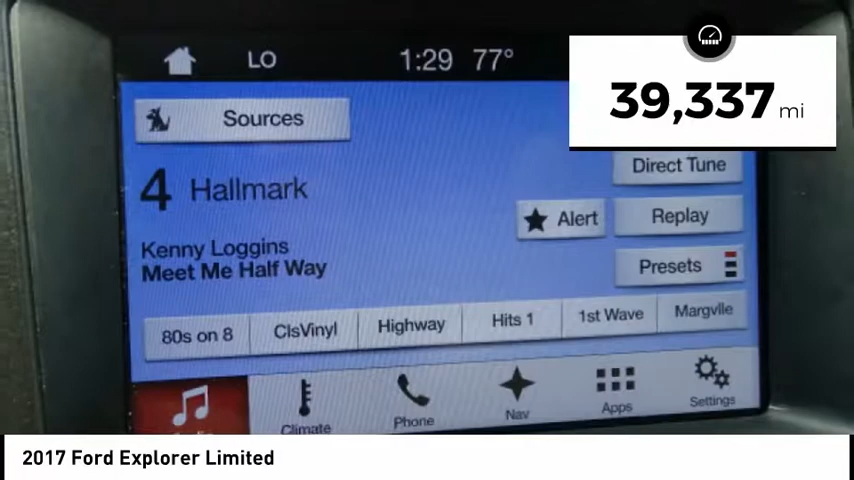 LO
1:29 77°
39,337 mi
Sources
Direct Tune
4 Hallmark
Alert
Replay
Kenny Loggins
Meet Me Half Way
Presets
80s on 8
ClsVinyl
Highway
Hits 1
1st Wave
Margvlle
Climate
Phone
Nav
Apps
Settings
2017 Ford Explorer Limited